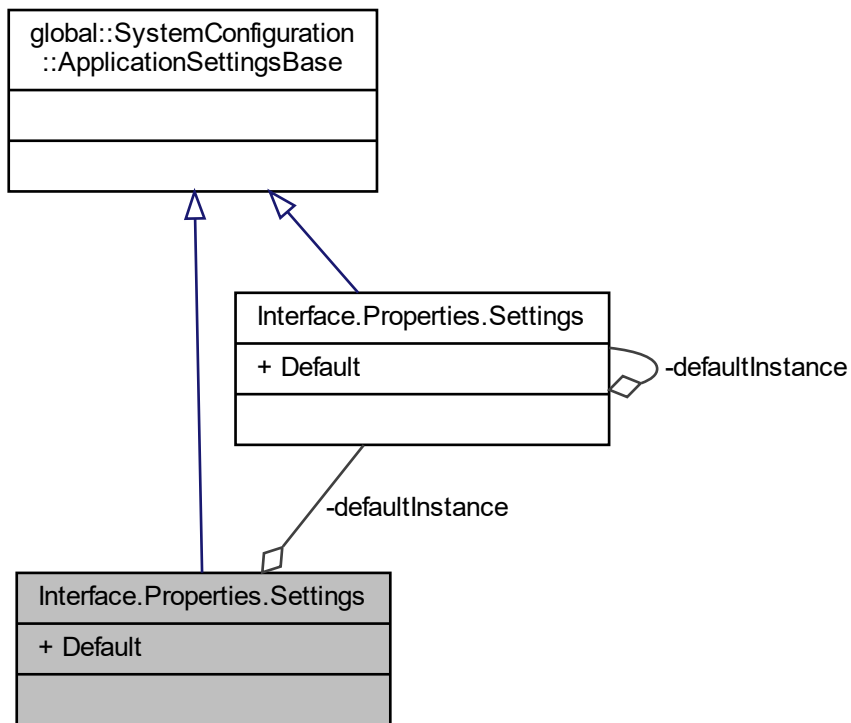 global::SystemConfiguration
::ApplicationSettingsBase
Interface.Properties.Settings
+ Default
-defaultInstance
-defaultInstance
Interface.Properties.Settings
+ Default